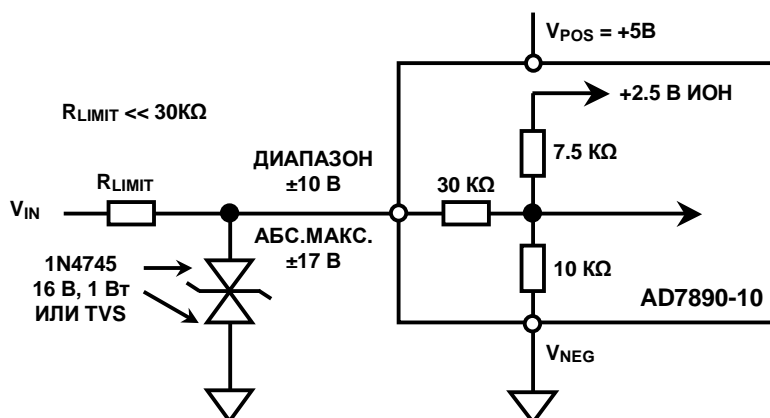 V_POS = +5В
+2.5 В ИОН
R_LIMIT << 30KΩ
7.5 KΩ
ДИАПАЗОН
±10 В
R_LIMIT
30 KΩ
V_IN
АБС.МАКС.
±17 В
1N4745
16 В, 1 Вт
ИЛИ TVS
10 KΩ
AD7890-10
V_NEG